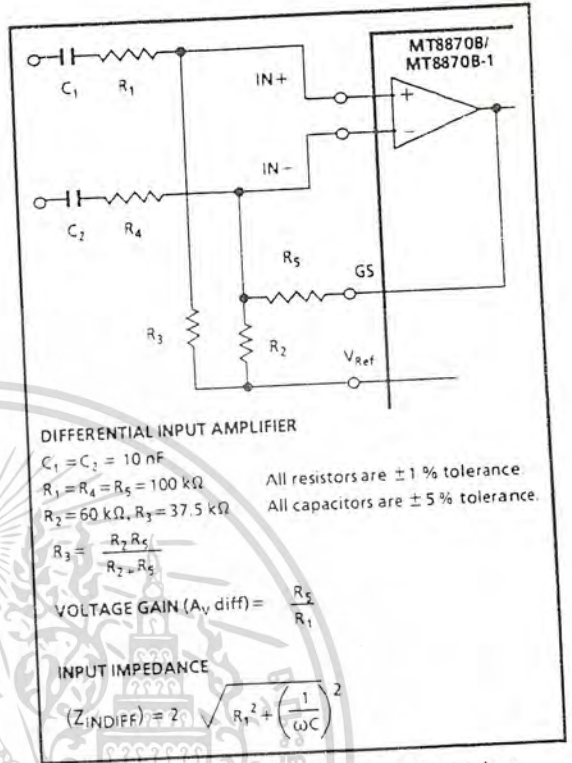 MT8870B/
MT8870B-1
IN+
C₁ R₁
+
−
IN−
C₂ R₄
R₅
GS
R₃
R₂
VRef
DIFFERENTIAL INPUT AMPLIFIER
C₁ = C₂ = 10 nF
R₁ = R₄ = R₅ = 100 kΩ All resistors are ±1 % tolerance.
R₂ = 60 kΩ, R₃ = 37.5 kΩ All capacitors are ±5 % tolerance.
R₃ = R₂ R₅ / R₂ + R₅
VOLTAGE GAIN (Aᵥ diff) = R₅ / R₁
INPUT IMPEDANCE
(ZINDIFF) = 2 √ R₁² + (1 / ωC)²